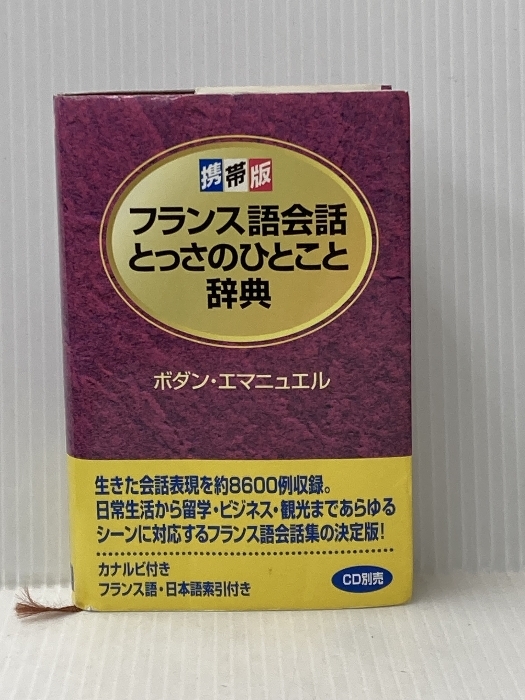 携帯版
フランス語会話
とっさのひとこと
辞典
ボダン・エマニュエル
生きた会話表現を約8600例収録。
日常生活から留学・ビジネス・観光まであらゆる
シーンに対応するフランス語会話集の決定版!
カナルビ付き
フランス語・日本語索引付き
CD別売